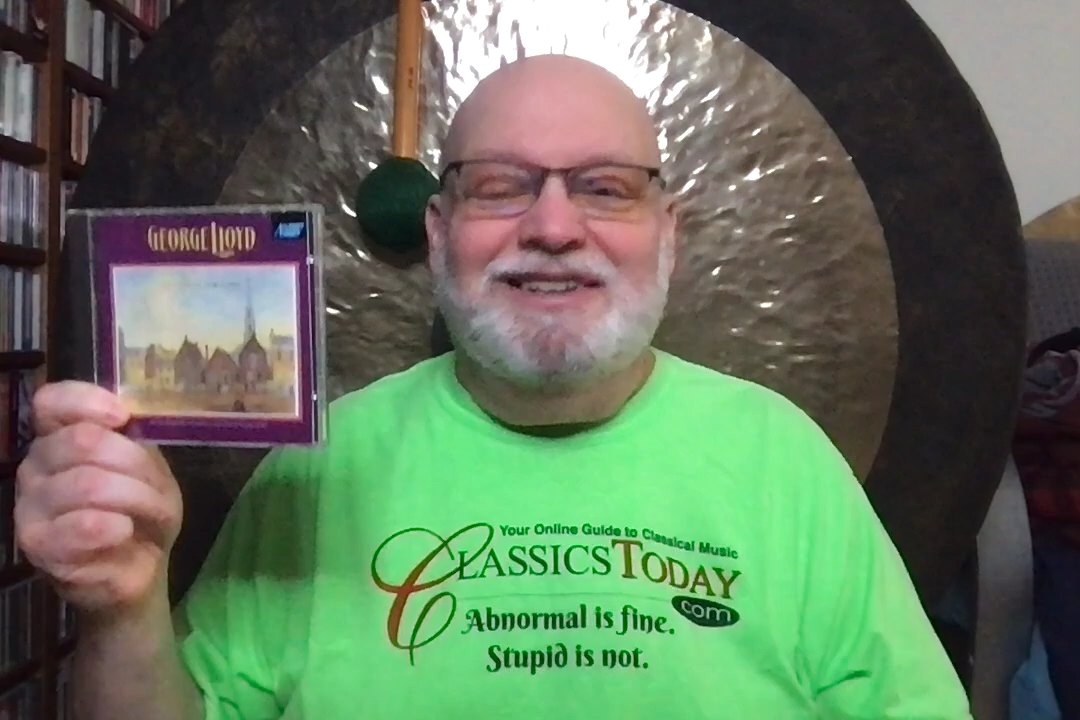 GEORGE LLOYD
Your Online Guide to Classical Music
CLASSICSTODAY
com
Abnormal is fine.
Stupid is not.